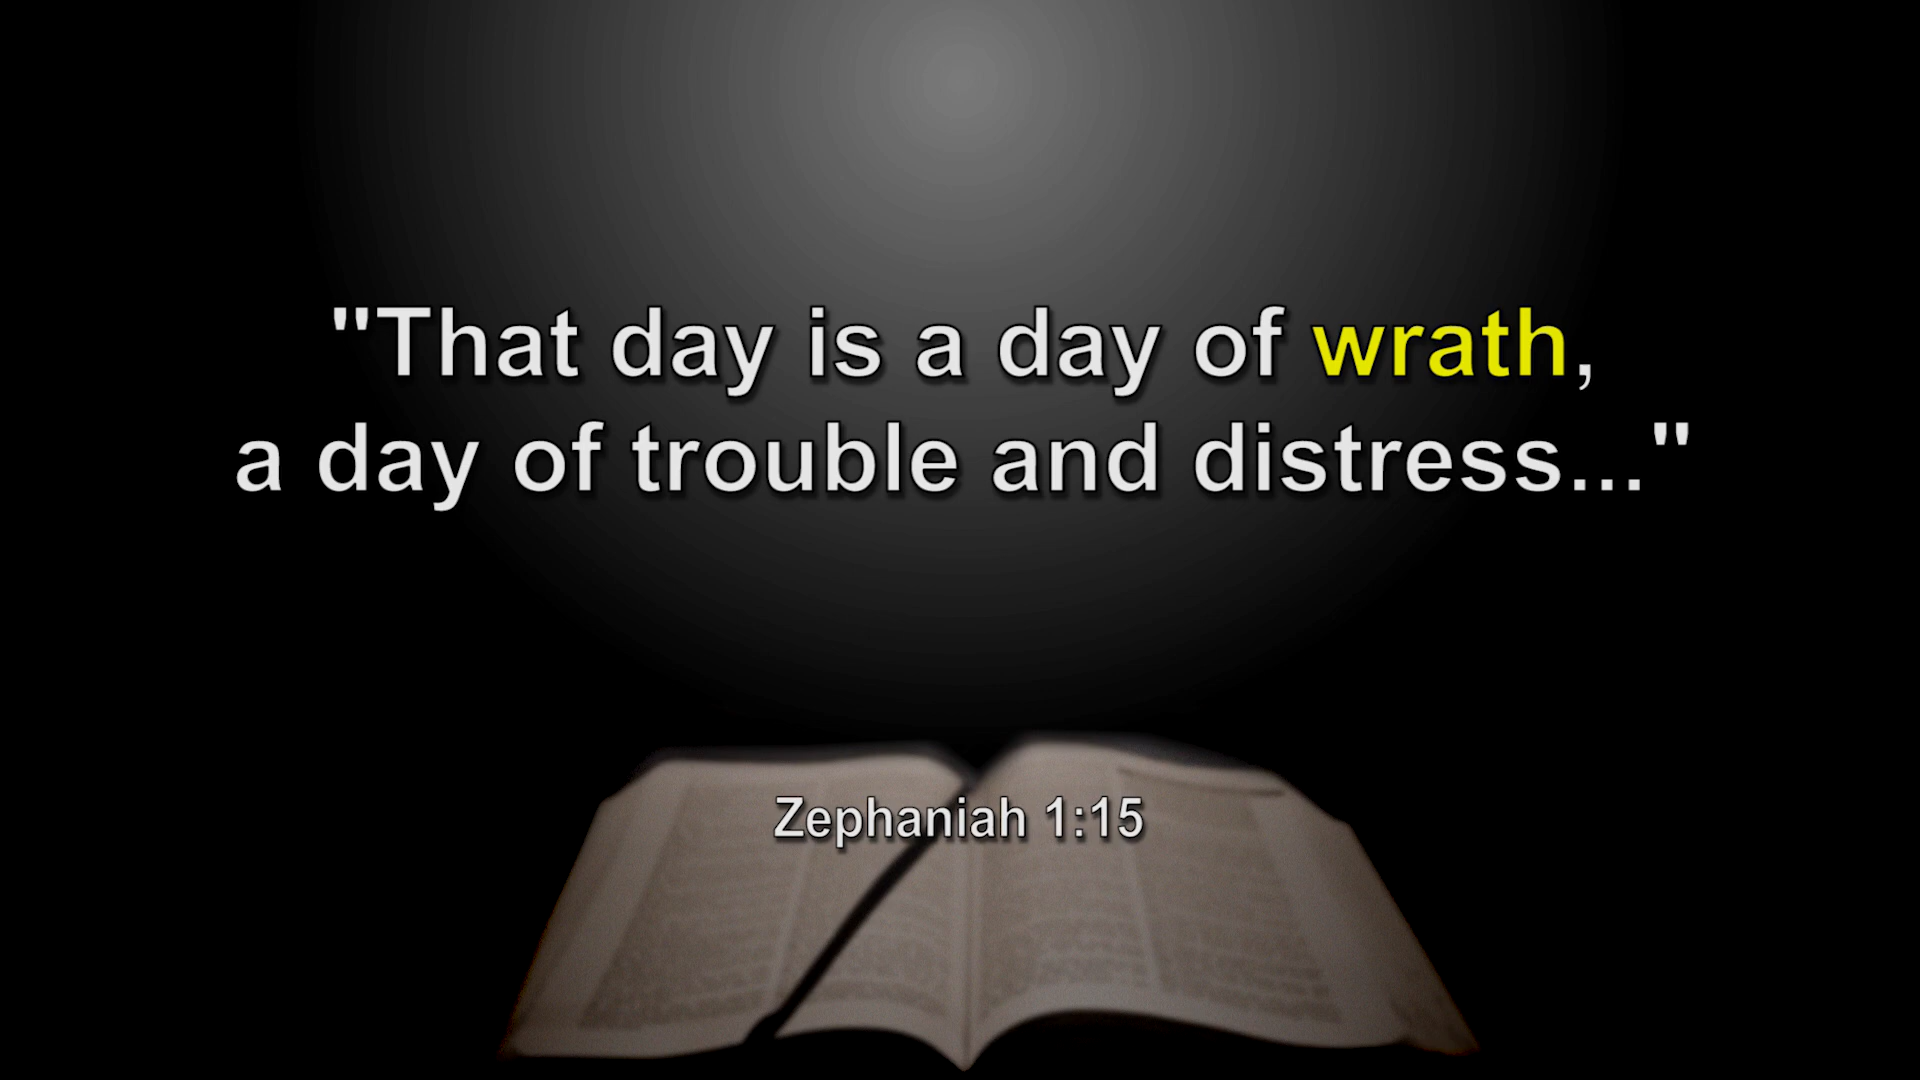 "That day is a day of wrath,
a day of trouble and distress..."
Zephaniah 1:15